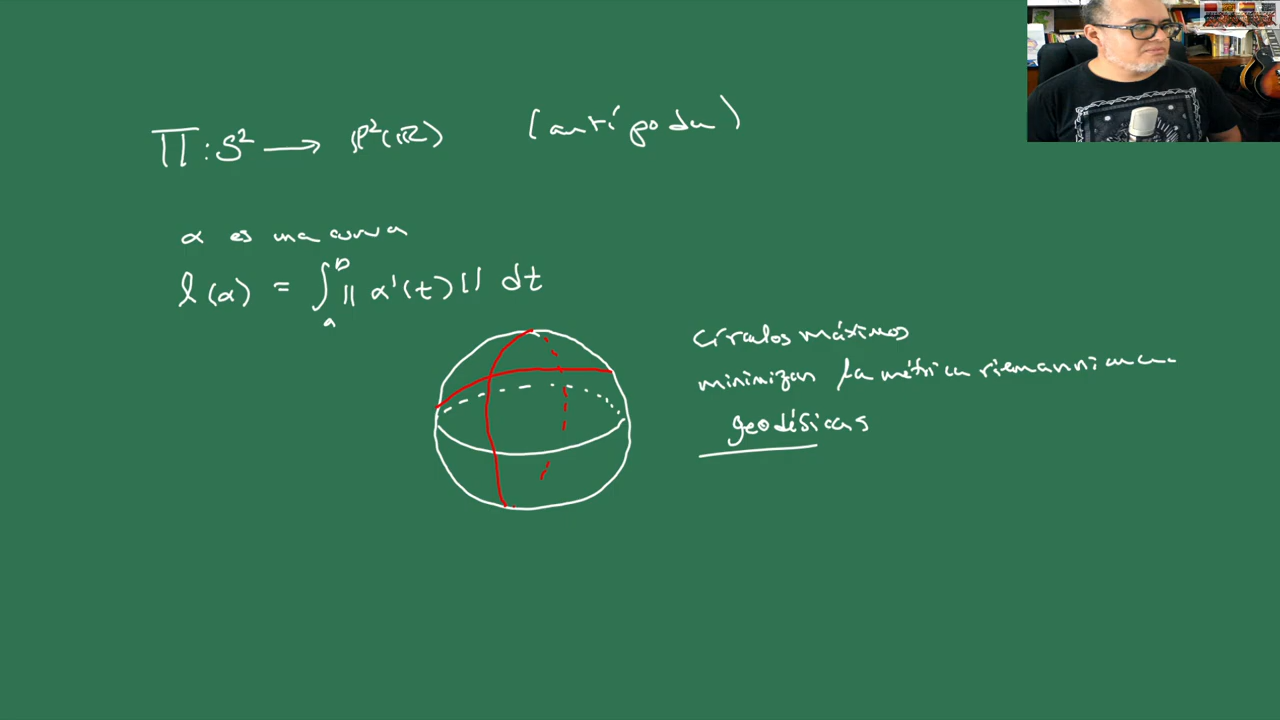 Π : S² ⟶ P²(ℝ) (antípoda)
α es una curva
l(α) = ∫ₐᵇ ‖α'(t)‖ dt
círculos máximos
minimizan la métrica riemanniana
geodésicas